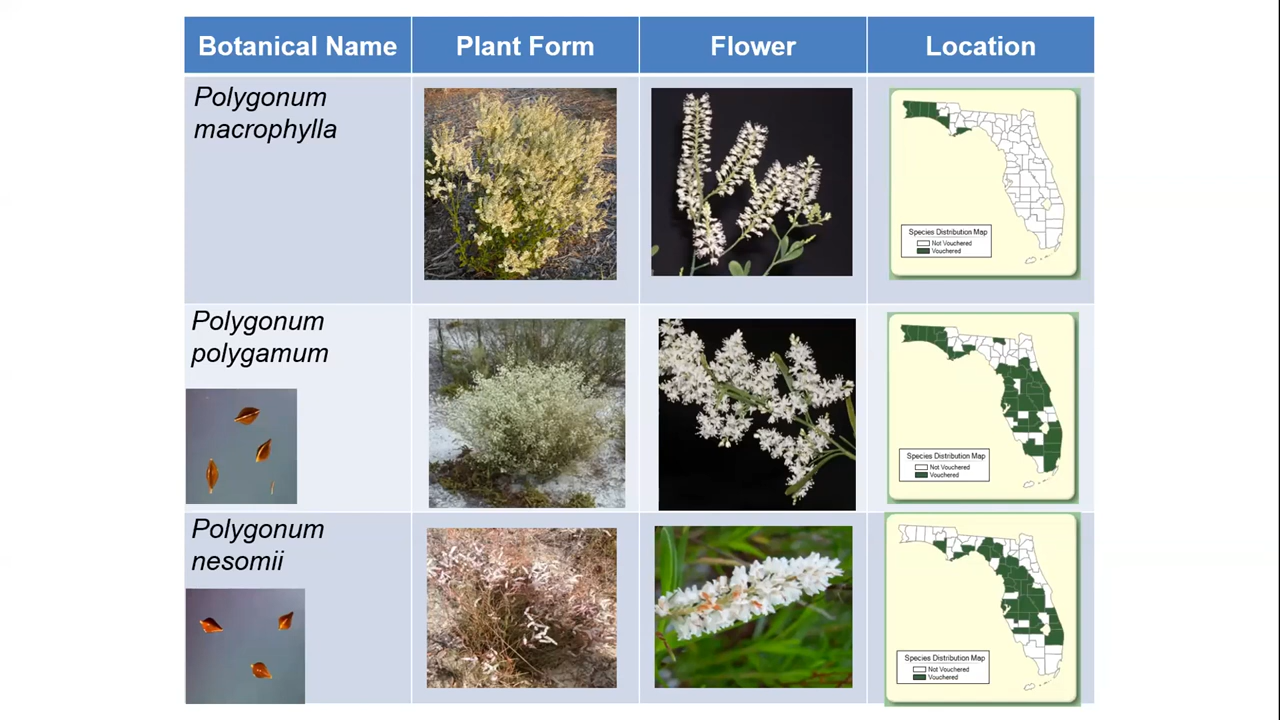 Botanical Name Plant Form Flower Location
Polygonum
macrophylla
Species Distribution Map
Not Vouchered
Vouchered
Polygonum
polygamum
Species Distribution Map
Not Vouchered
Vouchered
Polygonum
nesomii
Species Distribution Map
Not Vouchered
Vouchered